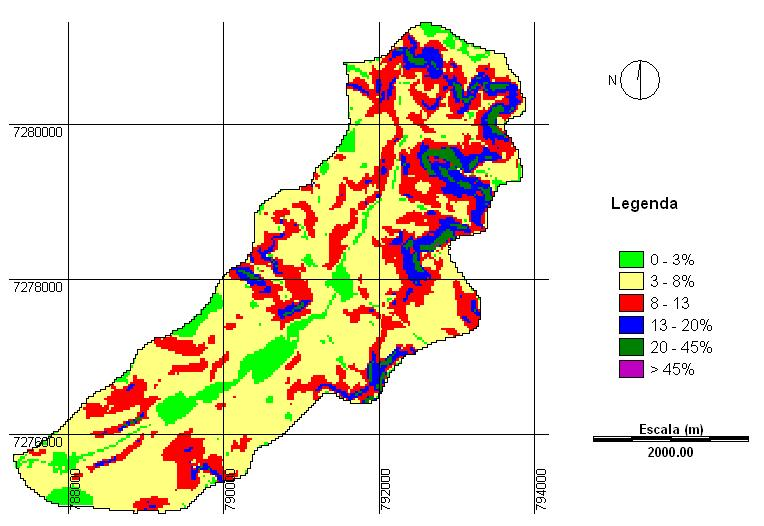 N
7280000
7278000
7276000
788000
790000
792000
794000
Legenda
0 - 3%
3 - 8%
8 - 13
13 - 20%
20 - 45%
> 45%
Escala (m)
2000.00